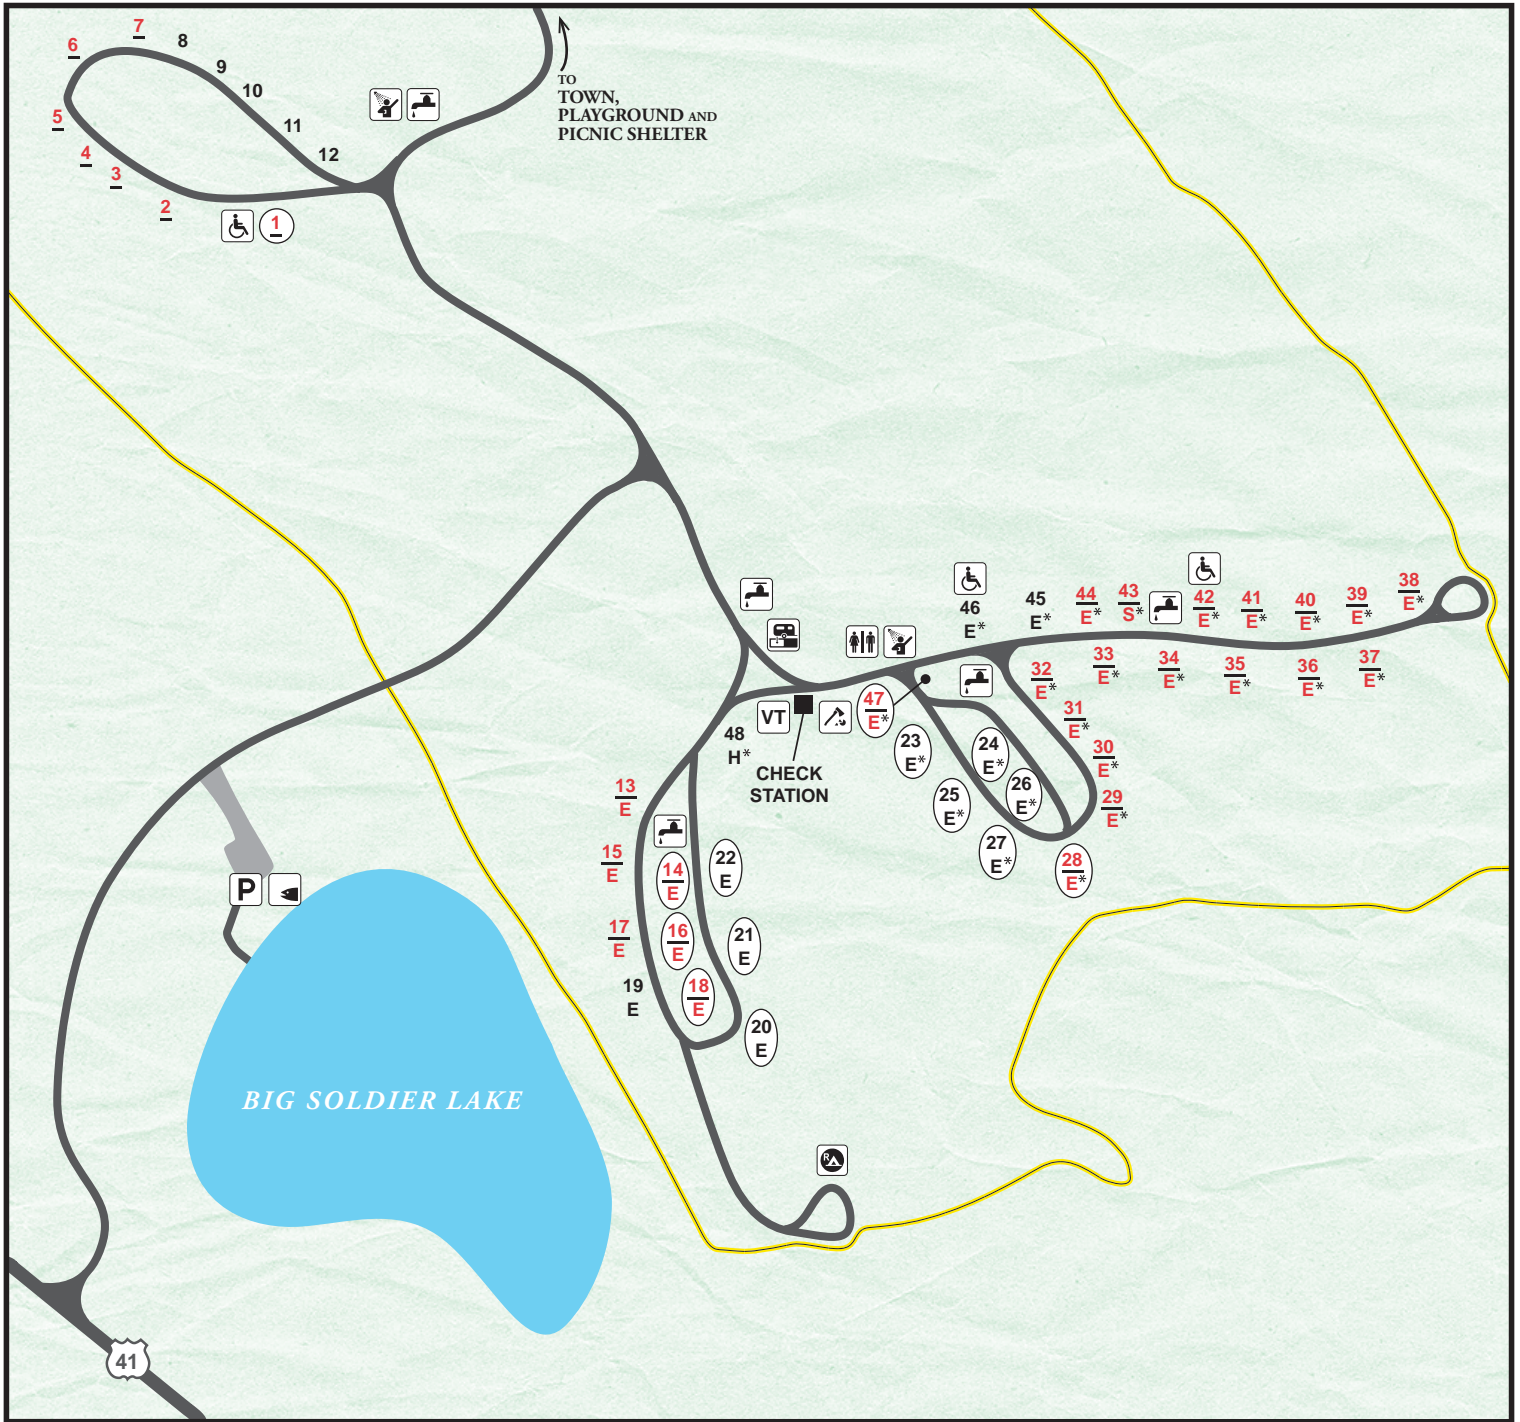 7
8
6
9
10
5
11
4
12
3
2
1
TO
TOWN,
PLAYGROUND AND
PICNIC SHELTER
46
E*
45
E*
44
E*
43
S*
42
E*
41
E*
40
E*
39
E*
38
E*
32
E*
33
E*
34
E*
35
E*
36
E*
37
E*
31
E*
30
E*
29
E*
28
E*
47
E*
23
E*
24
E*
25
E*
26
E*
27
E*
VT
48
H*
CHECK
STATION
13
E
15
E
14
E
22
E
17
E
16
E
21
E
19
E
18
E
20
E
P
BIG SOLDIER LAKE
R
41